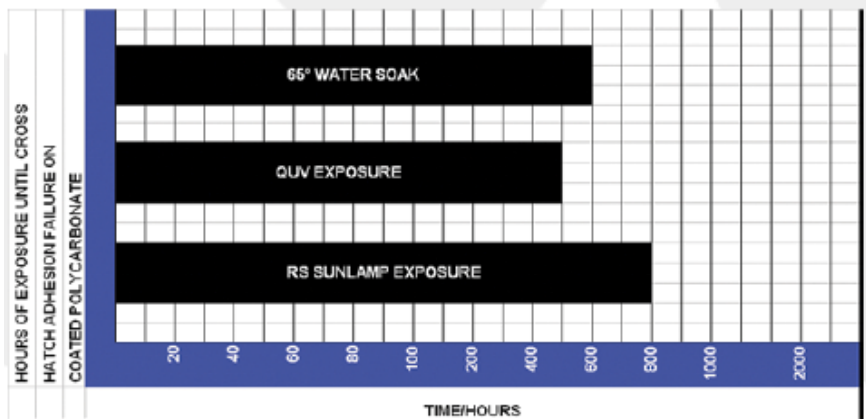 HOURS OF EXPOSURE UNTIL CROSS
HATCH ADHESION FAILURE ON
COATED POLYCARBONATE
65° WATER SOAK
QUV EXPOSURE
RS SUNLAMP EXPOSURE
20 40 60 80 100 200 400 600 800 1000 2000
TIME/HOURS